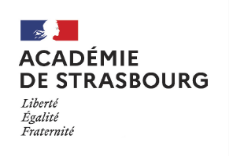 ACADÉMIE
DE STRASBOURG
Liberté
Égalité
Fraternité